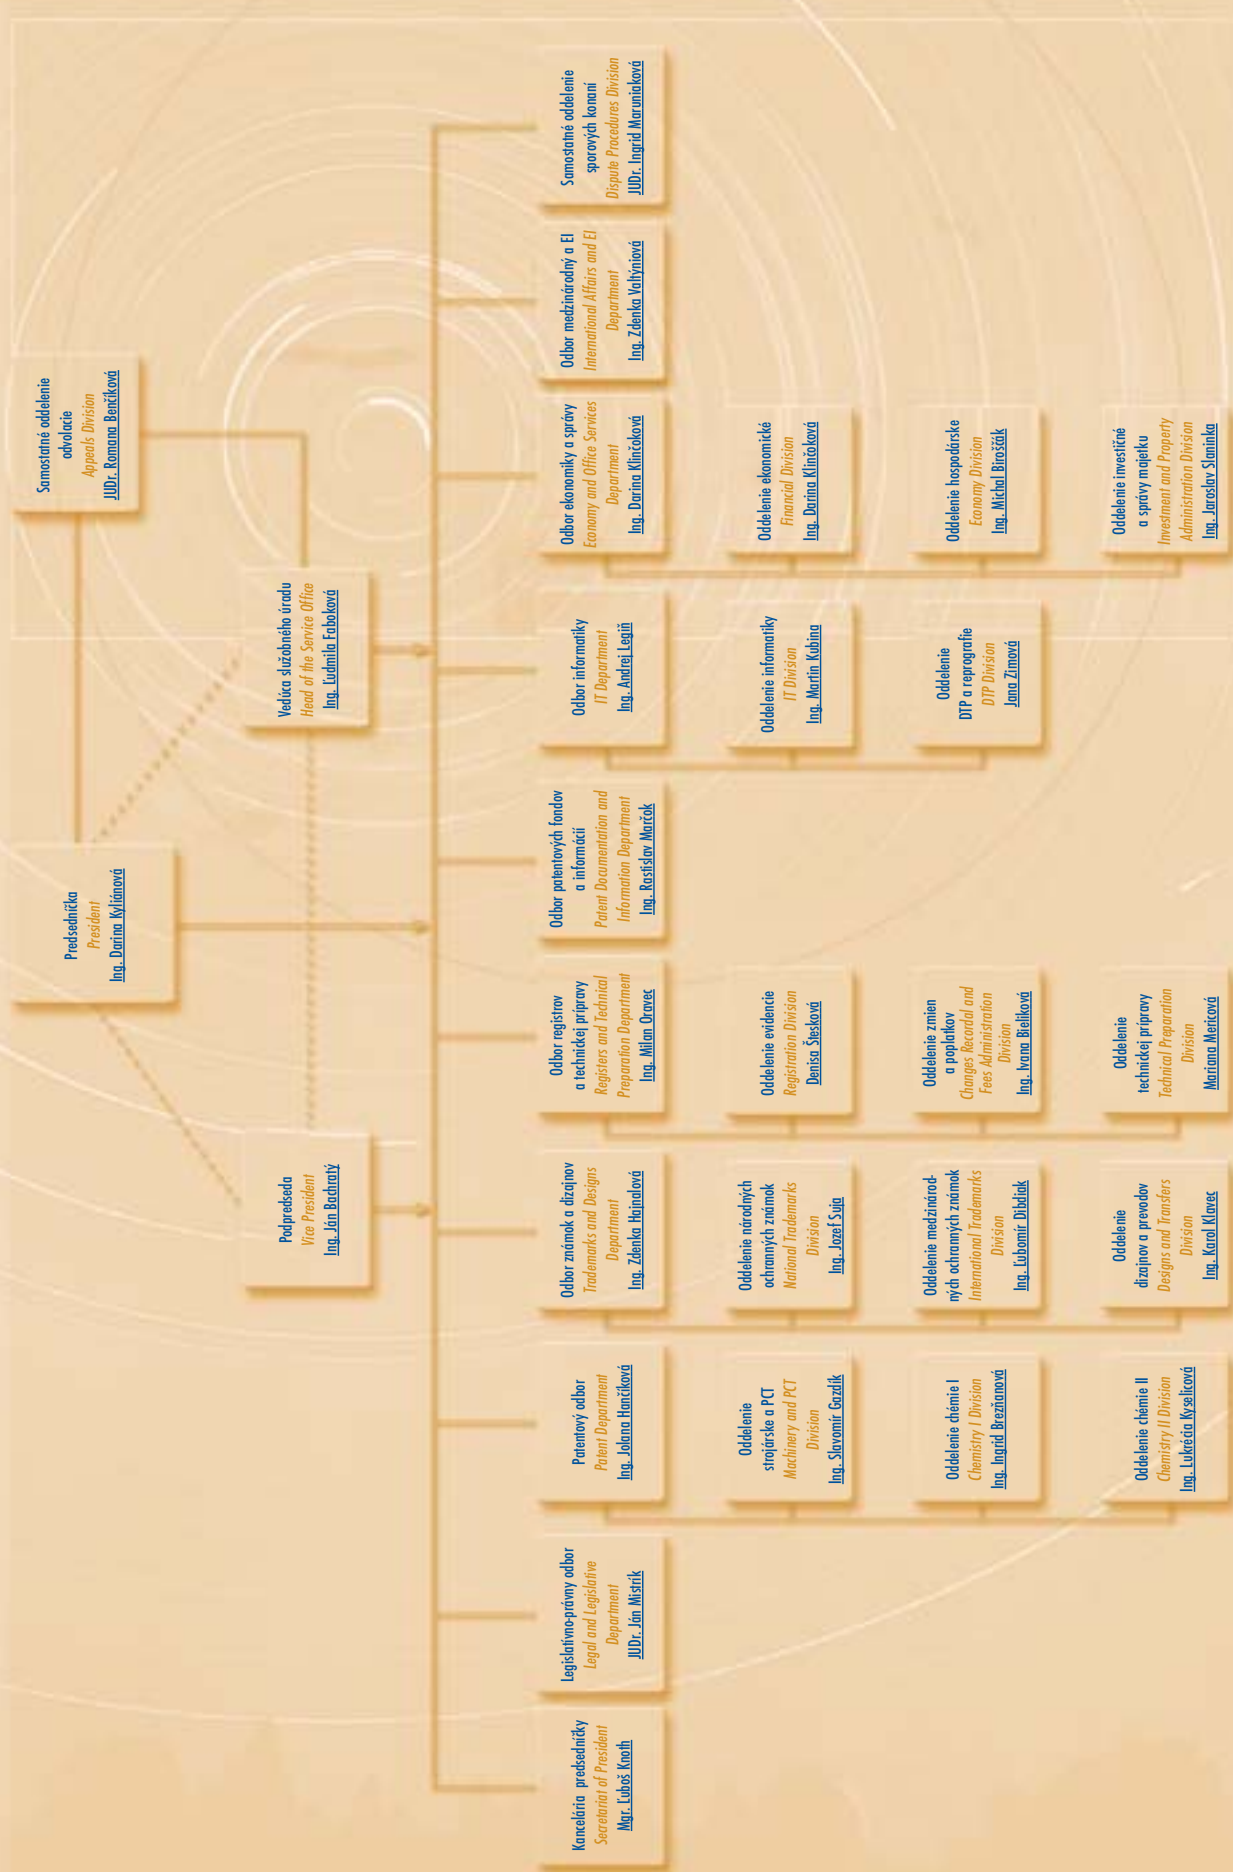 Predsedníčka
President
Ing. Darina Kyliánová
Samostatné oddelenie
odvolacie
Appeals Division
JUDr. Romana Benčíková
Podpredseda
Vice President
Ing. Ján Bachratý
Vedúca služobného úradu
Head of the Service Office
Ing. Ľudmila Faboková
Kancelária predsedníčky
Secretariat of President
Mgr. Ľuboš Knoth
Legislatívno-právny odbor
Legal and Legislative
Department
JUDr. Ján Mistrík
Patentový odbor
Patent Department
Ing. Jolana Hančíková
Odbor známok a dizajnov
Trademarks and Designs
Department
Ing. Zdenka Hajnalová
Odbor registrov
a technickej prípravy
Registers and Technical
Preparation Department
Ing. Milan Oravec
Odbor patentových fondov
a informácií
Patent Documentation and
Information Department
Ing. Rastislav Marčok
Odbor informatiky
IT Department
Ing. Andrej Legiň
Odbor ekonomiky a správy
Economy and Office Services
Department
Ing. Darina Klinčoková
Odbor medzinárodný a EI
International Affairs and EI
Department
Ing. Zdenka Valtýniová
Samostatné oddelenie
sporových konaní
Dispute Procedures Division
JUDr. Ingrid Maruniaková
Oddelenie
strojárske a PCT
Machinery and PCT
Division
Ing. Slavomír Gazdík
Oddelenie národných
ochranných známok
National Trademarks
Division
Ing. Jozef Suja
Oddelenie evidencie
Registration Division
Denisa Šlesková
Oddelenie informatiky
IT Division
Ing. Martin Kubina
Oddelenie ekonomické
Financial Division
Ing. Darina Klinčoková
Oddelenie chémie I
Chemistry I Division
Ing. Ingrid Brezňanová
Oddelenie medzinárod-
ných ochranných známok
International Trademarks
Division
Ing. Ľubomír Dibdiak
Oddelenie zmien
a poplatkov
Changes Recordal and
Fees Administration
Division
Ing. Ivana Bieliková
Oddelenie
DTP a reprografie
DTP Division
Jana Zimová
Oddelenie hospodárske
Economy Division
Ing. Michal Birošák
Oddelenie chémie II
Chemistry II Division
Ing. Lukrécia Kyselicová
Oddelenie
dizajnov a prevodov
Designs and Transfers
Division
Ing. Karol Klavec
Oddelenie
technickej prípravy
Technical Preparation
Division
Mariana Mericová
Oddelenie investičné
a správy majetku
Investment and Property
Administration Division
Ing. Jaroslav Slaninka